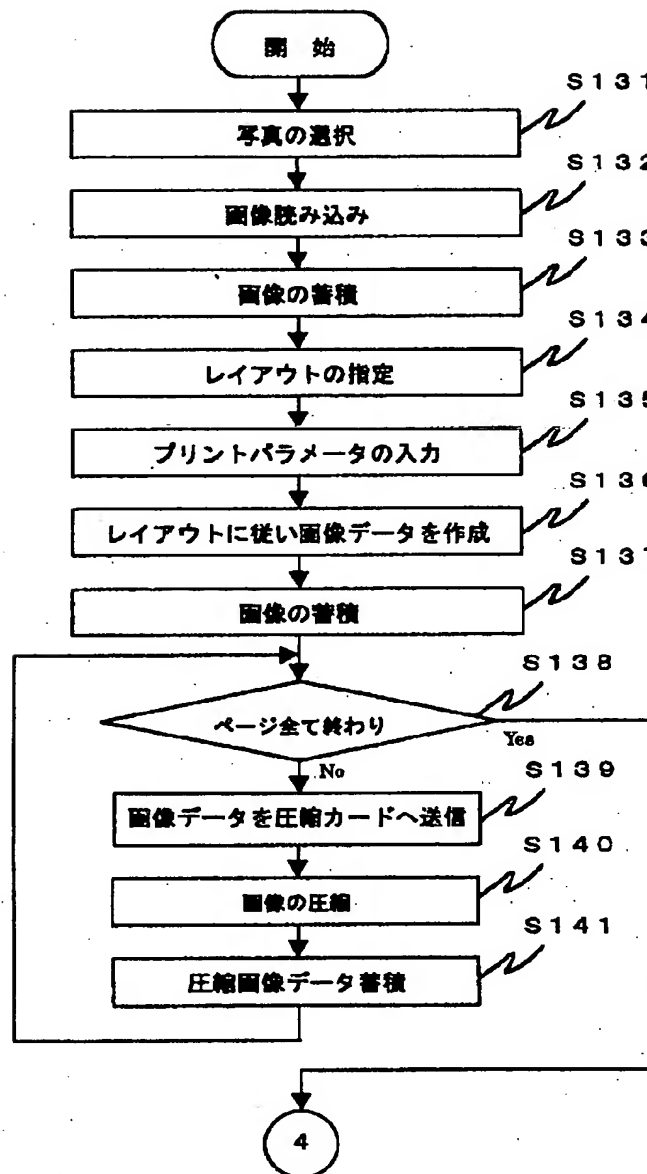 開 始
S131
写真の選択
S132
画像読み込み
S133
画像の蓄積
S134
レイアウトの指定
S135
プリントパラメータの入力
S136
レイアウトに従い画像データを作成
S137
画像の蓄積
S138
ページ全て終わり
Yes
No
S139
画像データを圧縮カードへ送信
S140
画像の圧縮
S141
圧縮画像データ蓄積
4